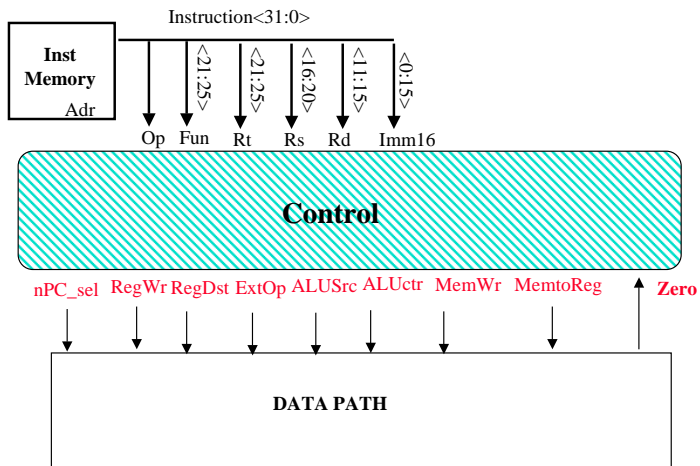 Instruction<31:0>
Inst
Memory
Adr
<21:25>
<21:25>
<16:20>
<11:15>
<0:15>
Op Fun Rt Rs Rd Imm16
Control
nPC_sel RegWr RegDst ExtOp ALUSrc ALUctr MemWr MemtoReg Zero
DATA PATH